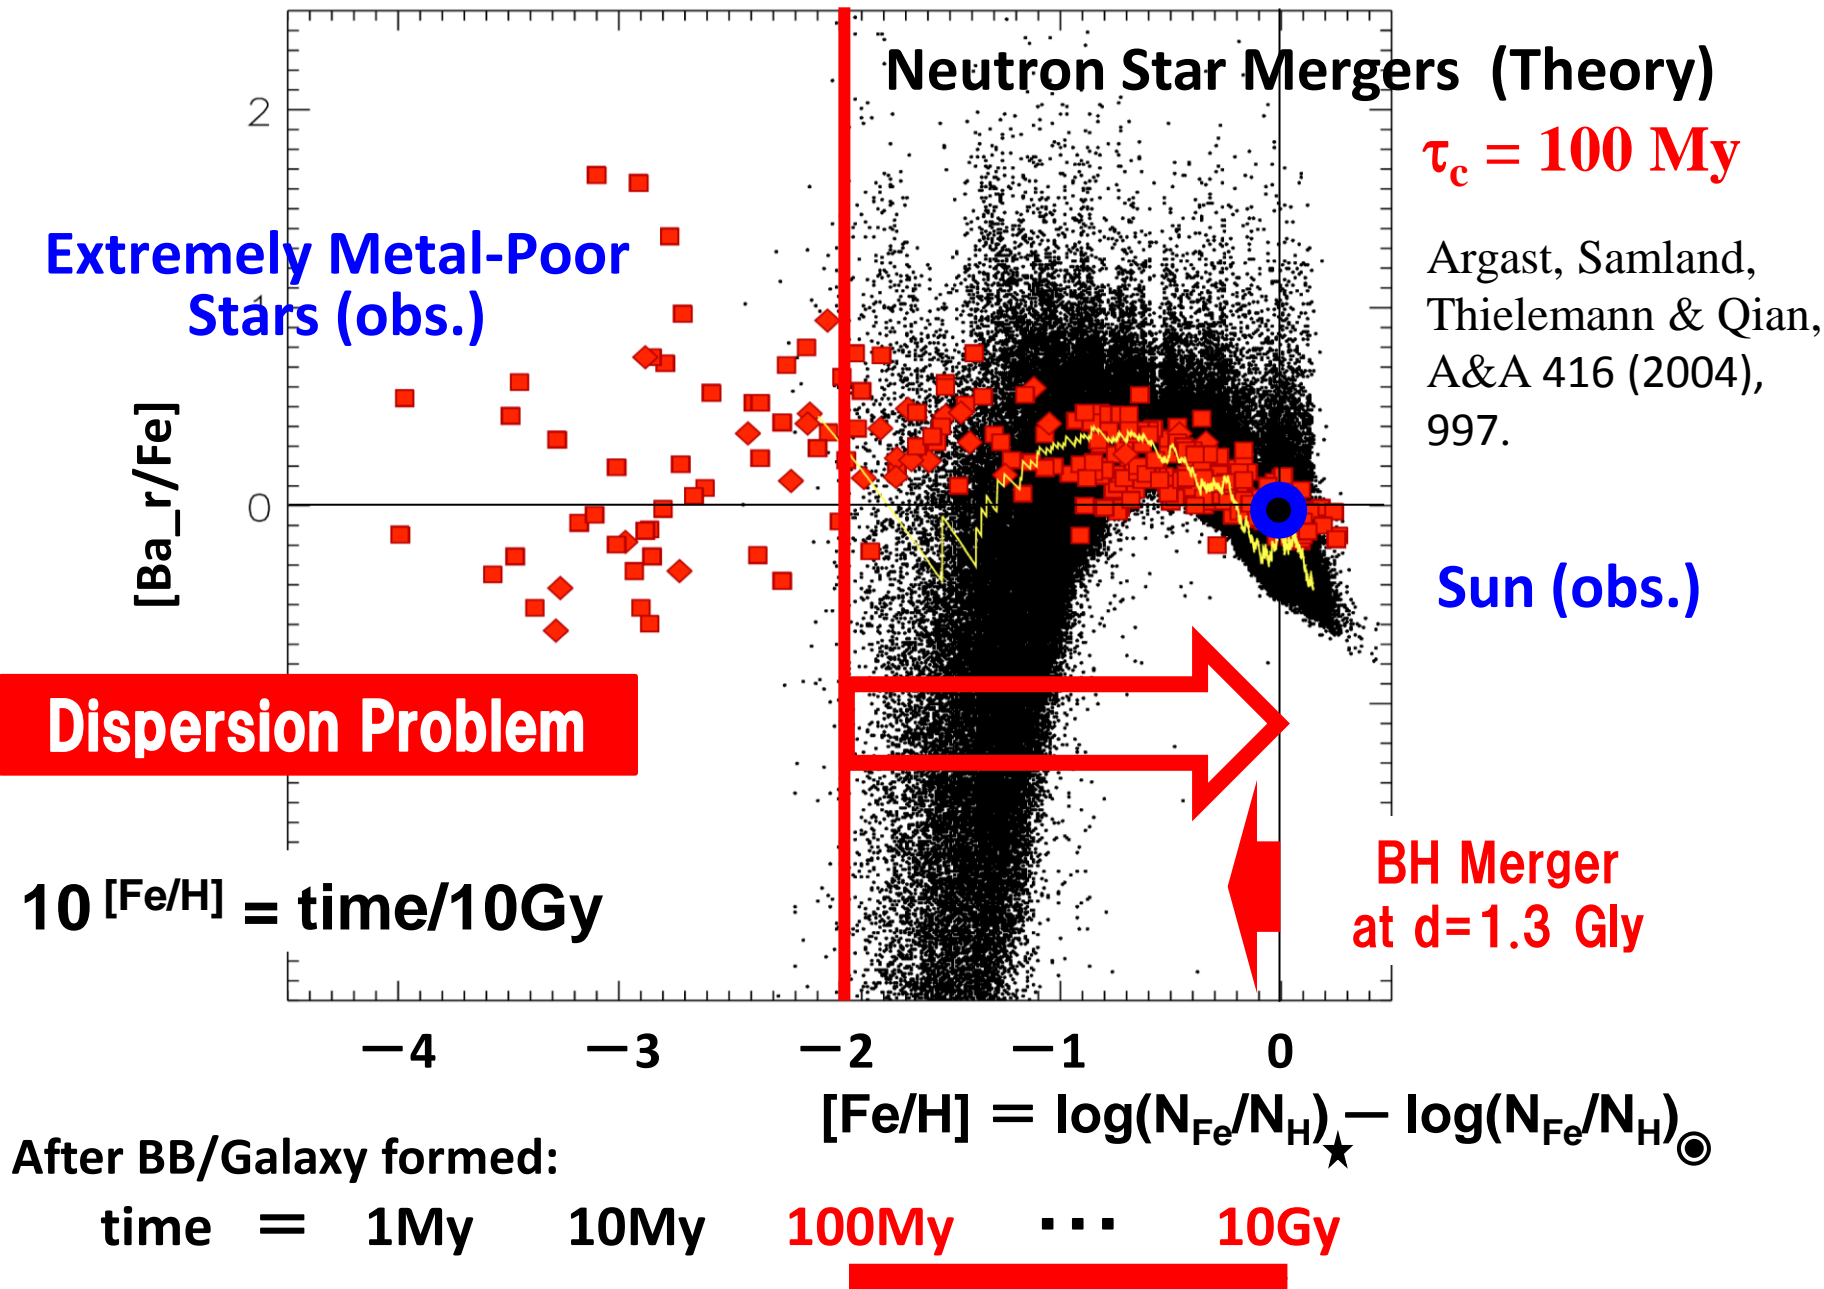 Neutron Star Mergers (Theory)
τc = 100 My
2
Extremely Metal-Poor
Stars (obs.)
1
Argast, Samland,
Thielemann & Qian,
A&A 416 (2004),
997.
[Ba_r/Fe]
0
Sun (obs.)
Dispersion Problem
BH Merger
at d=1.3 Gly
10 [Fe/H] = time/10Gy
−4 −3 −2 −1 0
[Fe/H] = log(NFe/NH)★ − log(NFe/NH)◉
After BB/Galaxy formed:
time = 1My 10My 100My ··· 10Gy